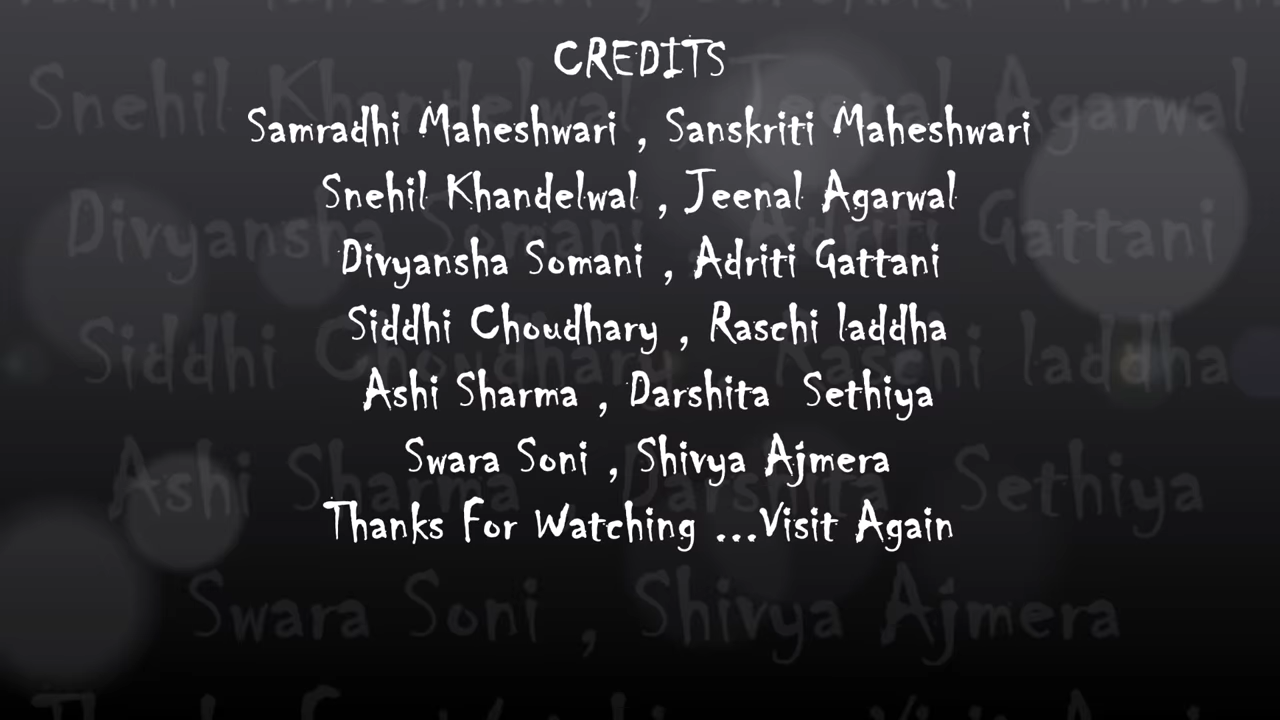 CREDITS
Samradhi Maheshwari , Sanskriti Maheshwari
Snehil Khandelwal , Jeenal Agarwal
Divyansha Somani , Adriti Gattani
Siddhi Choudhary , Raschi laddha
Ashi Sharma , Darshita  Sethiya
Swara Soni , Shivya Ajmera
Thanks For Watching ...Visit Again